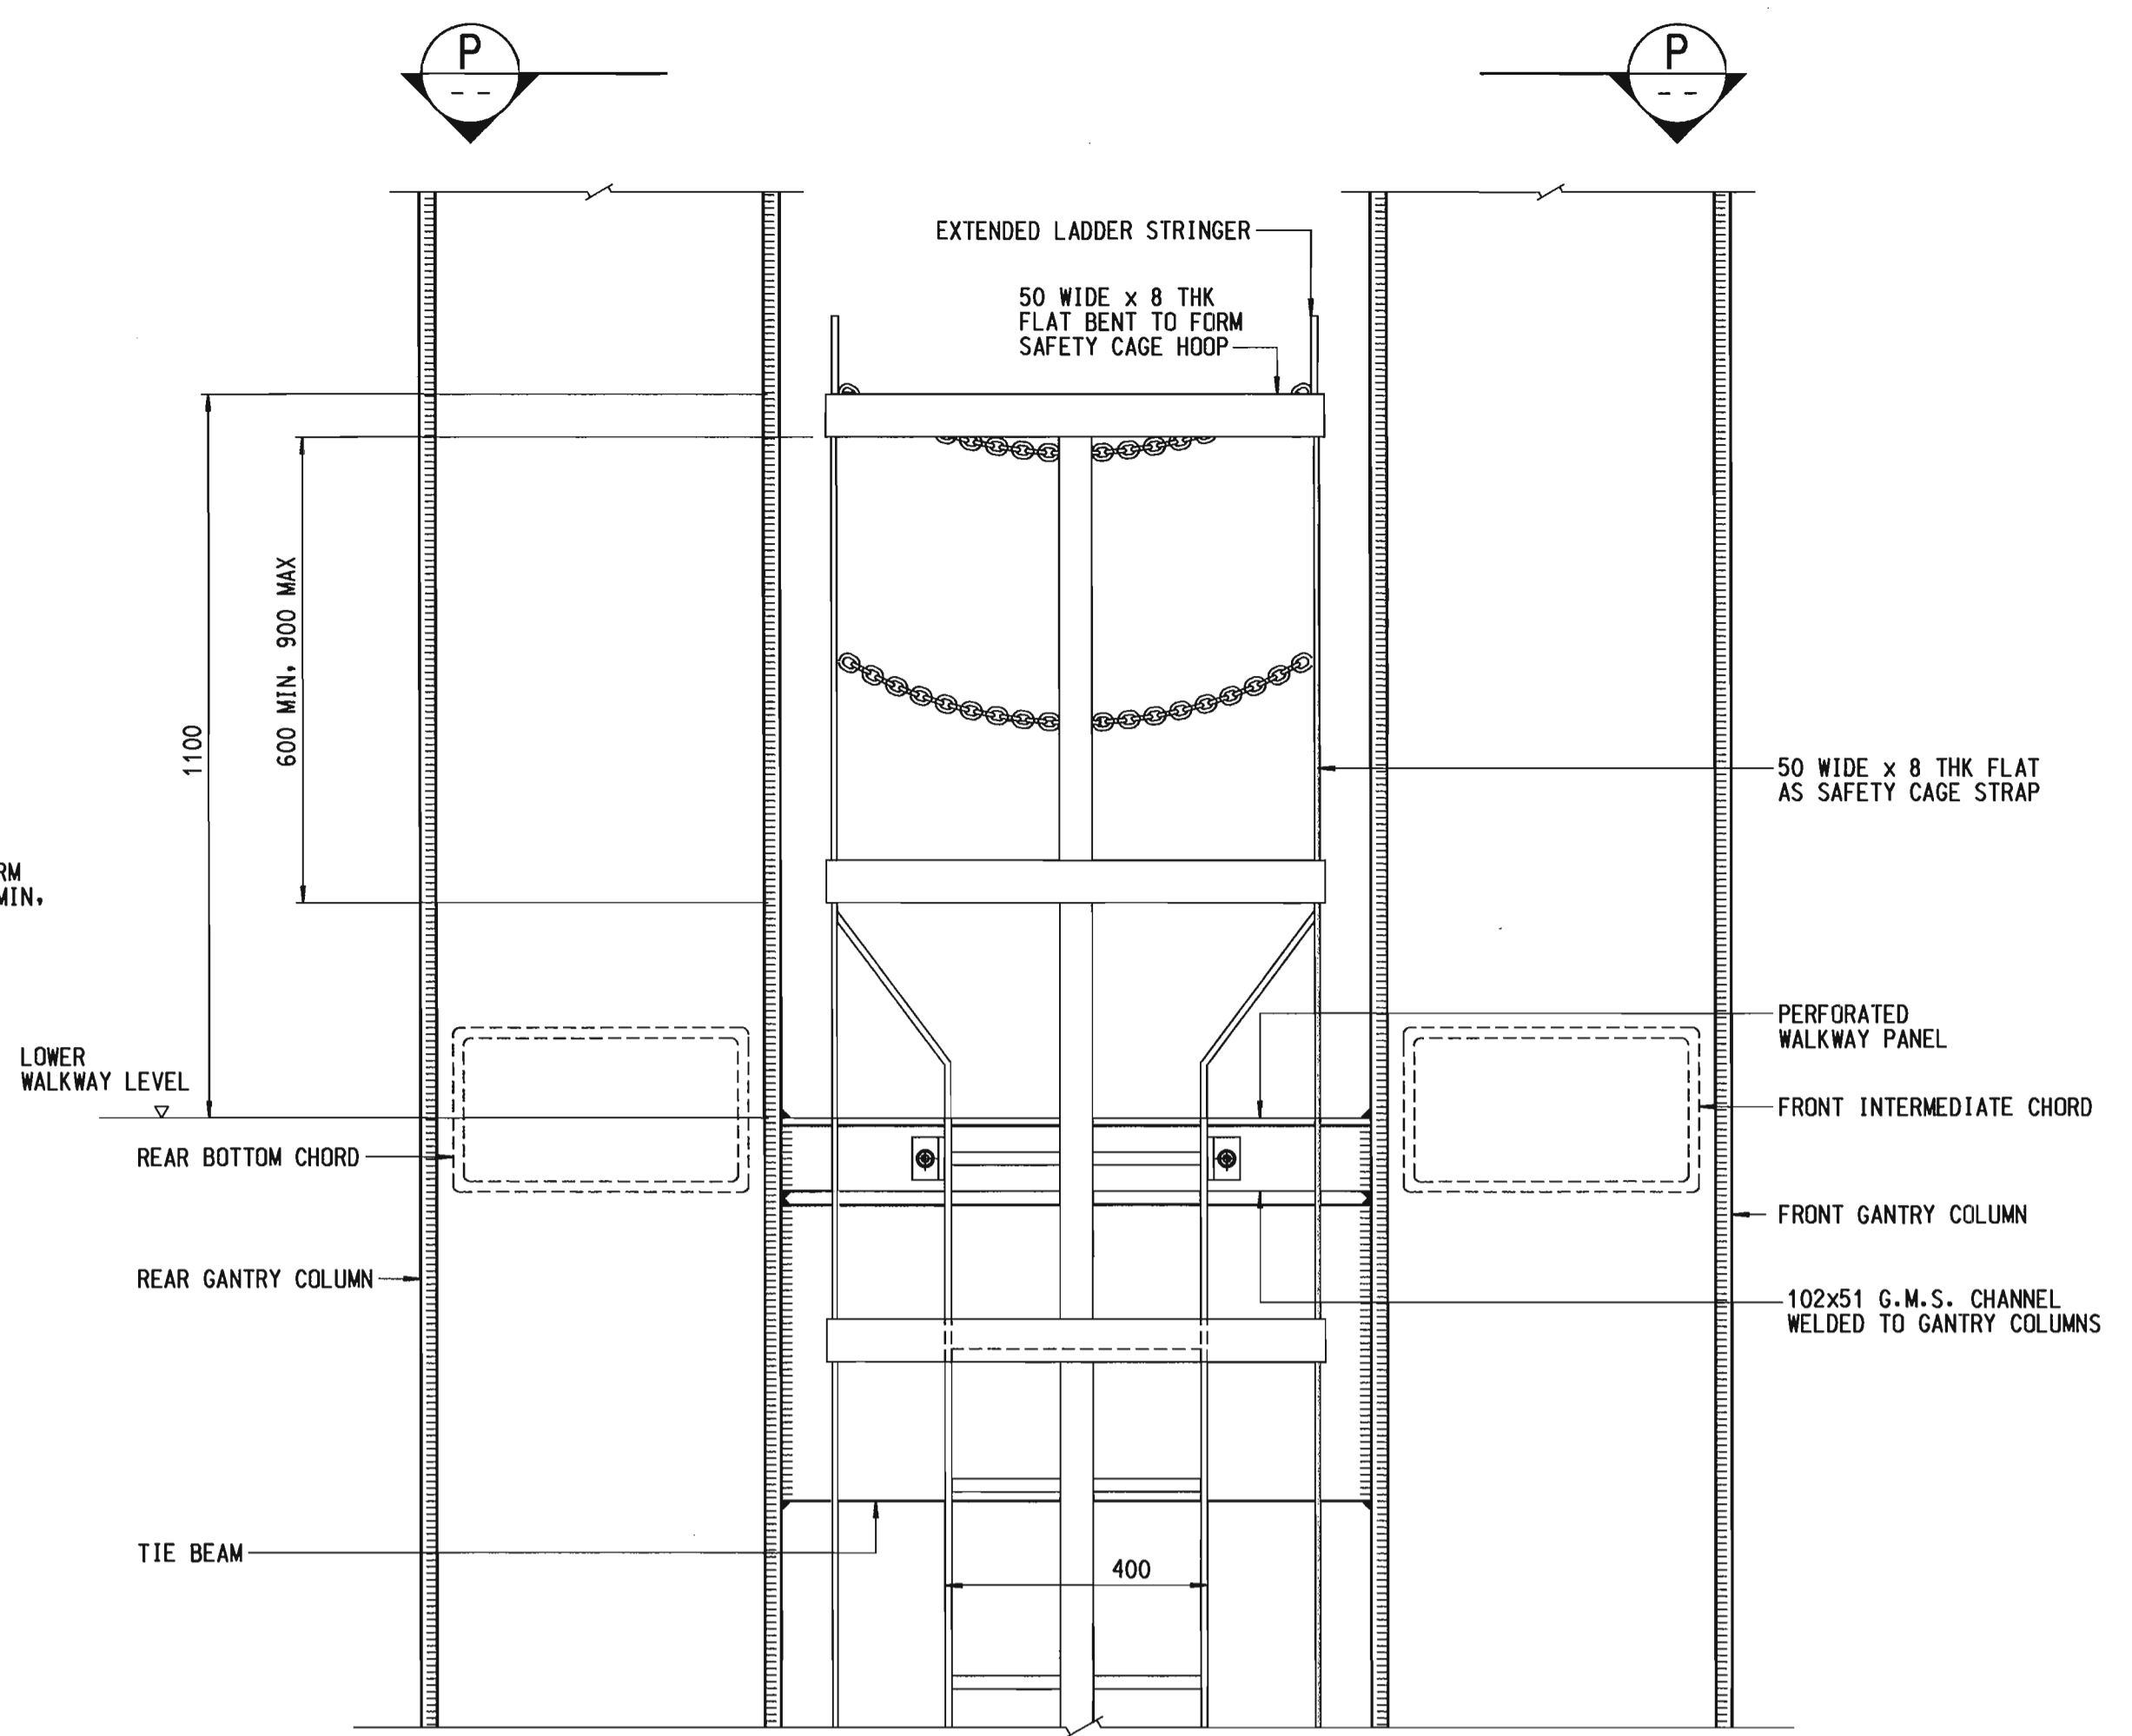 P
- -
P
- -
EXTENDED LADDER STRINGER
50 WIDE x 8 THK
FLAT BENT TO FORM
SAFETY CAGE HOOP
600 MIN, 900 MAX
1100
50 WIDE x 8 THK FLAT
AS SAFETY CAGE STRAP
RM
MIN,
PERFORATED
WALKWAY PANEL
LOWER
WALKWAY LEVEL
FRONT INTERMEDIATE CHORD
REAR BOTTOM CHORD
FRONT GANTRY COLUMN
REAR GANTRY COLUMN
102x51 G.M.S. CHANNEL
WELDED TO GANTRY COLUMNS
TIE BEAM
400